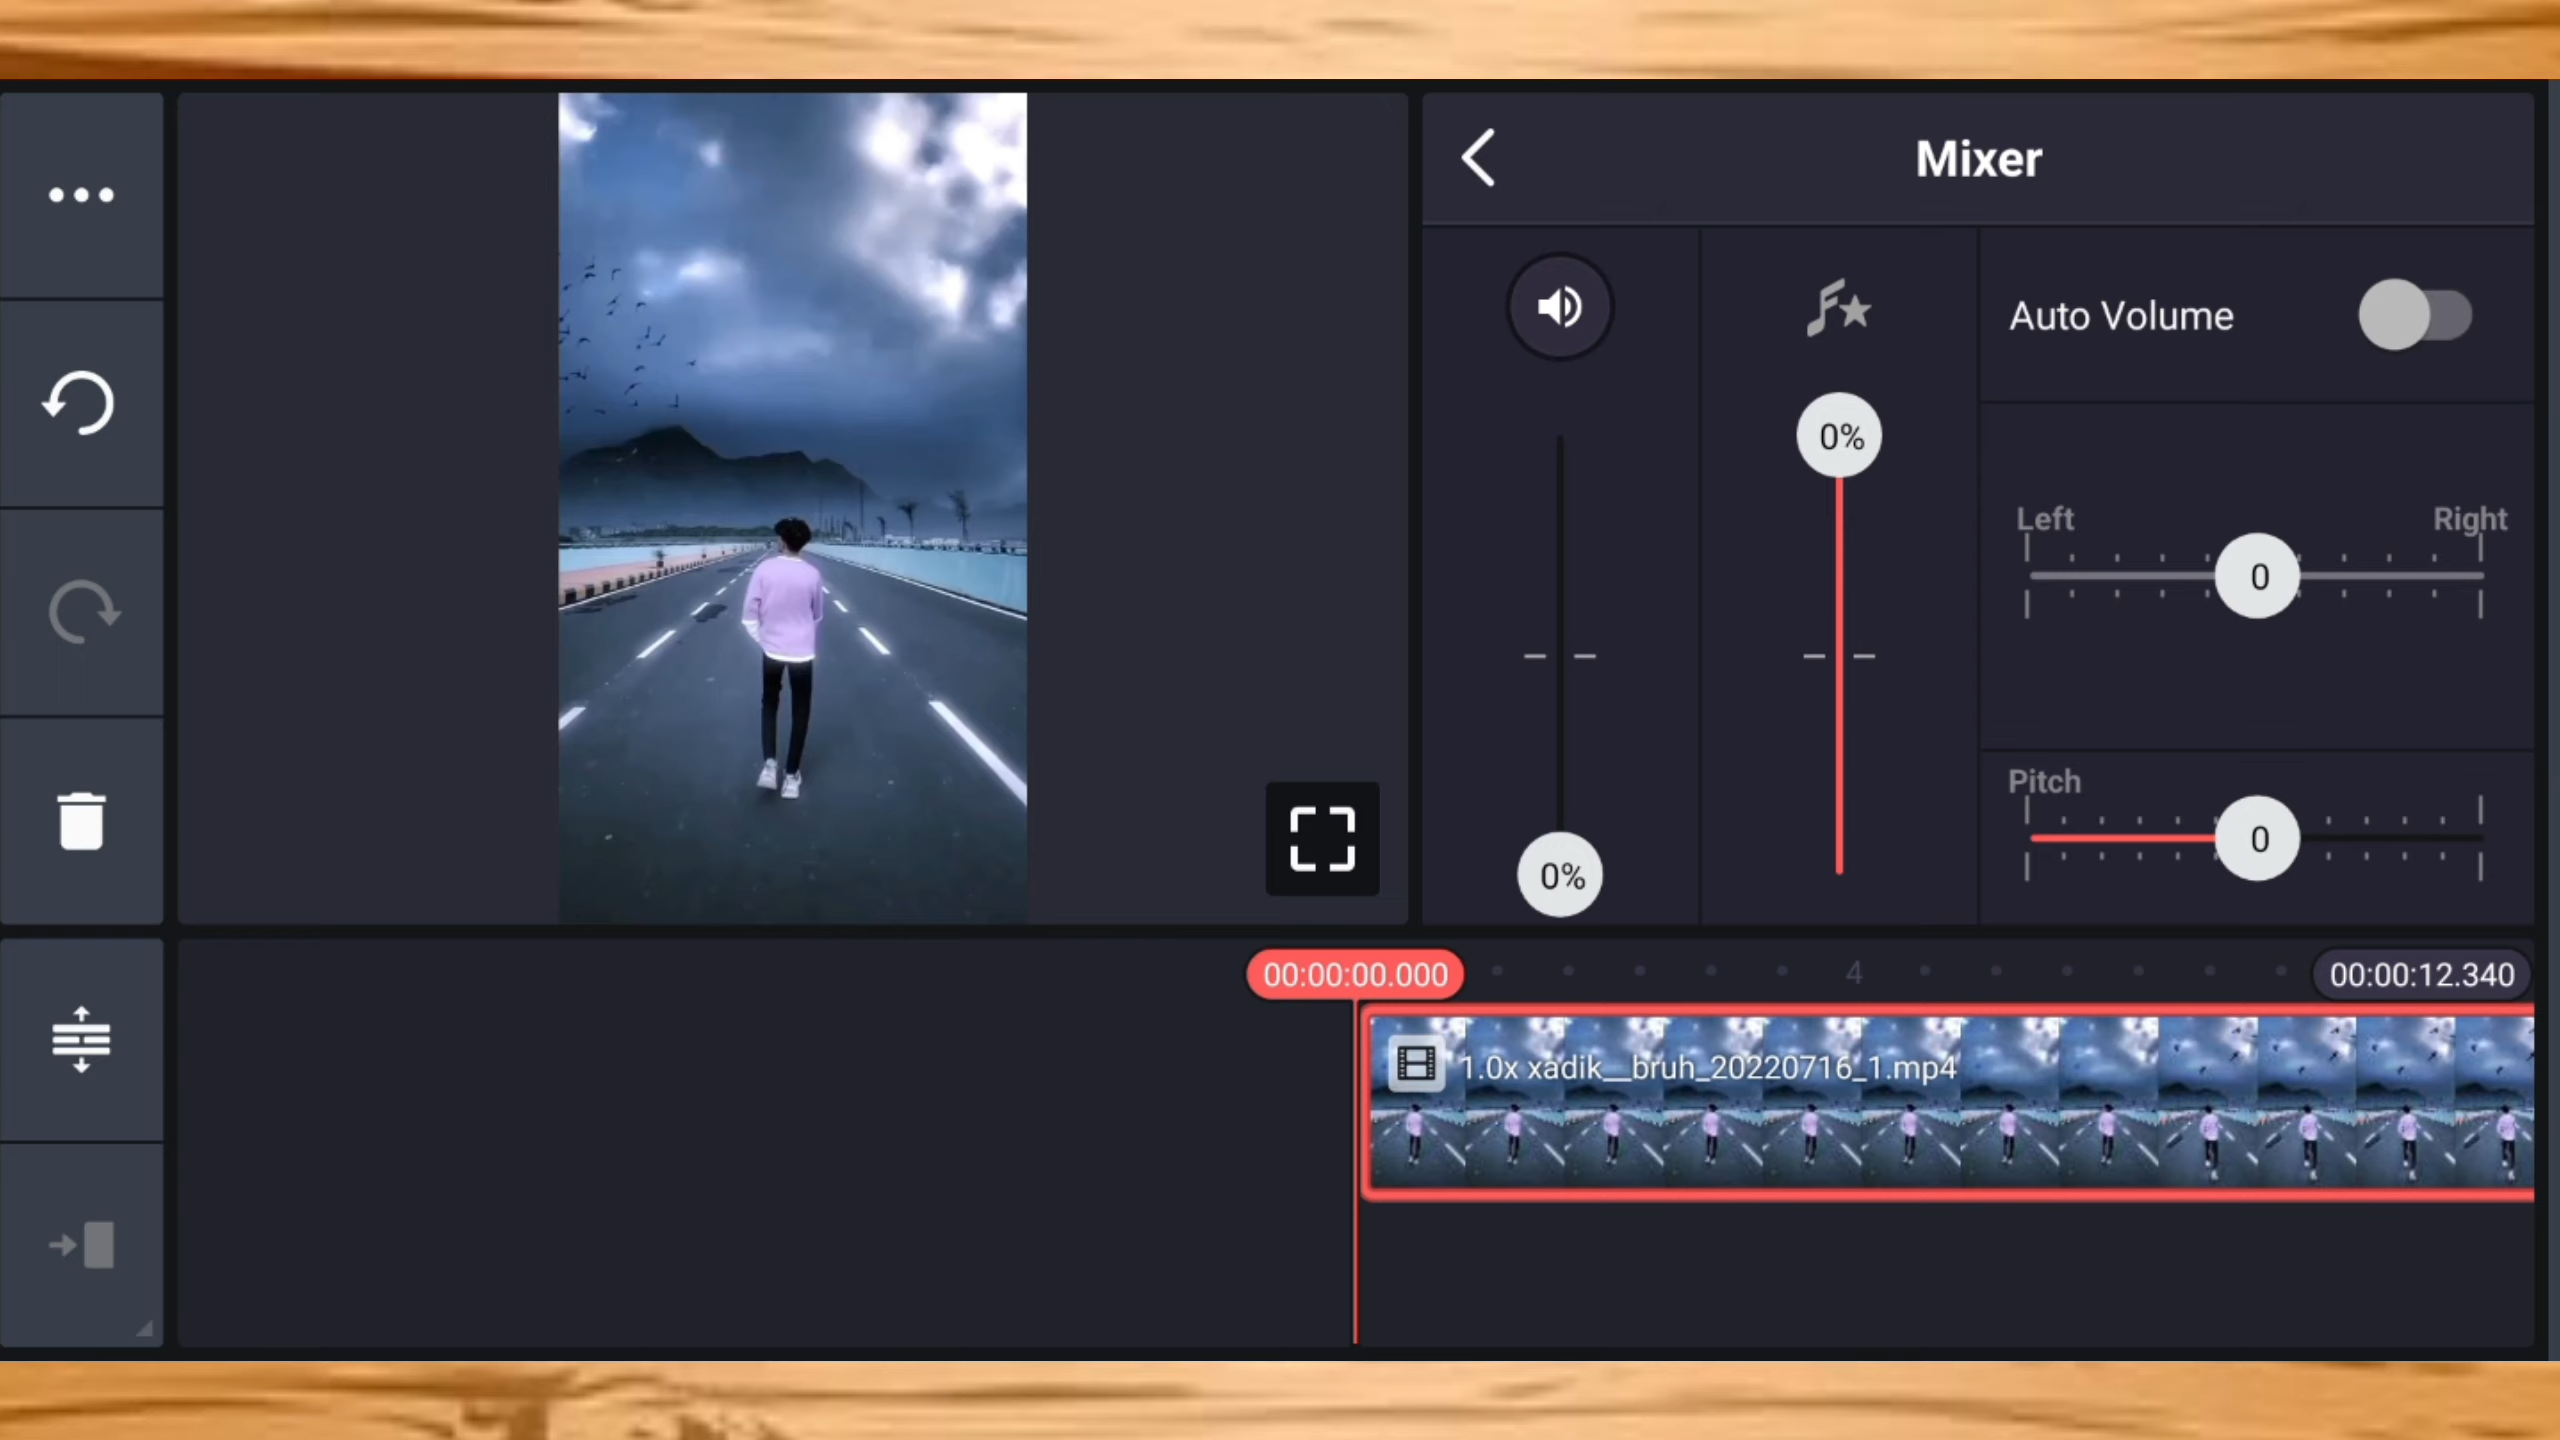 Mixer
Auto Volume
0%
Left
Right
0
Pitch
0
0%
00:00:00.000
4
00:00:12.340
1.0x xadik__bruh_20220716_1.mp4